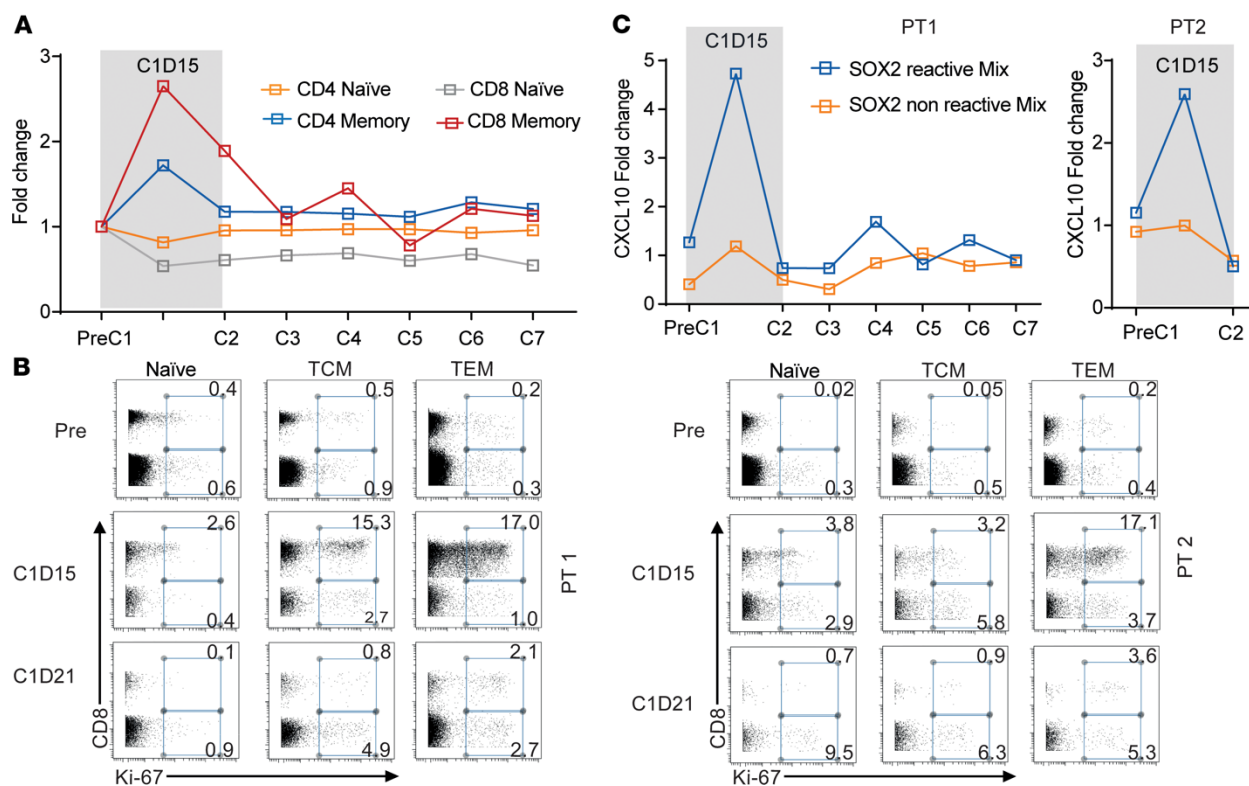 A
Fold change
3
2
1
0
C1D15
CD4 Naïve
CD8 Naïve
CD4 Memory
CD8 Memory
PreC1 C2 C3 C4 C5 C6 C7
C
PT1
CXCL10 Fold change
5
4
3
2
1
0
C1D15
SOX2 reactive Mix
SOX2 non reactive Mix
PreC1 C2 C3 C4 C5 C6 C7
PT2
CXCL10 Fold change
3
2
1
0
C1D15
PreC1 C2
B
Naïve TCM TEM
Pre
0.4 0.5 0.2
0.6 0.9 0.3
C1D15
2.6 15.3 17.0
0.4 2.7 1.0
C1D21
0.1 0.8 2.1
0.9 4.9 2.7
CD8
Ki-67
PT 1
Naïve TCM TEM
Pre
0.02 0.05 0.2
0.3 0.5 0.4
C1D15
3.8 3.2 17.1
2.9 5.8 3.7
C1D21
0.7 0.9 3.6
9.5 6.3 5.3
CD8
Ki-67
PT 2